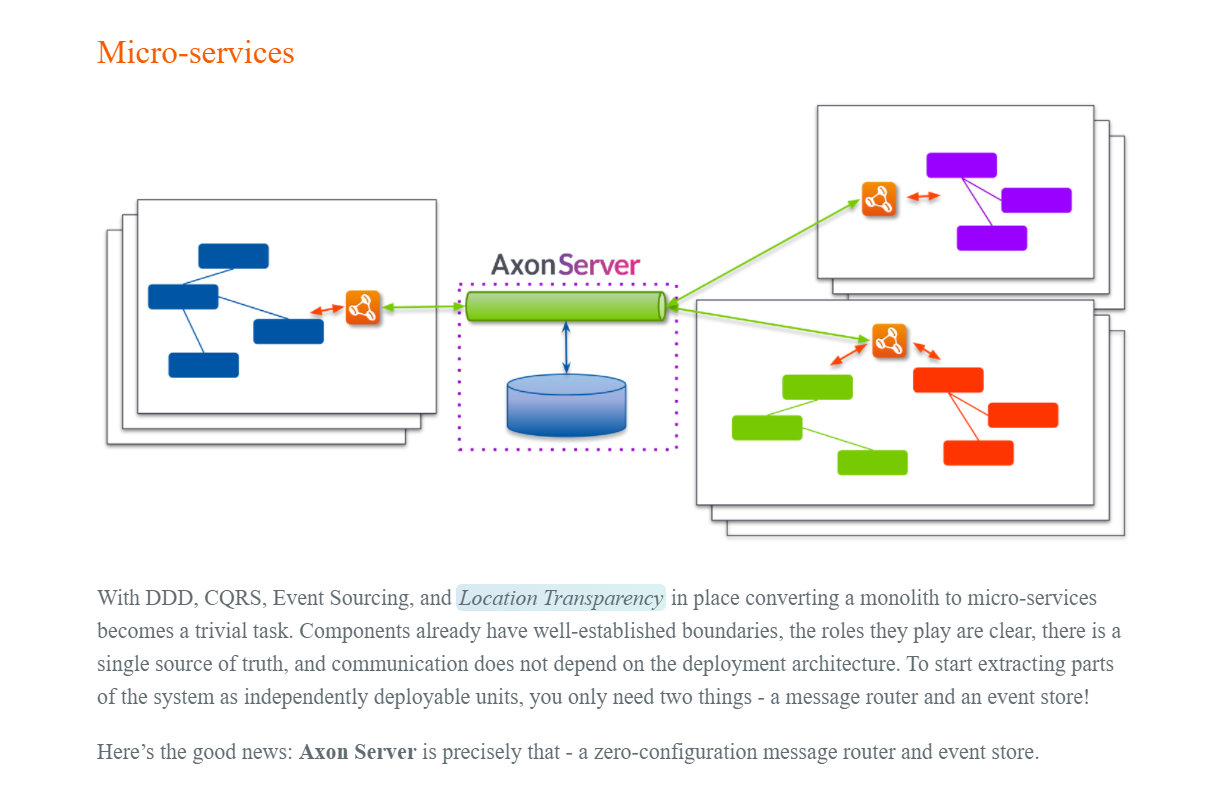 Micro-services
AxonServer
With DDD, CQRS, Event Sourcing, and Location Transparency in place converting a monolith to micro-services
becomes a trivial task. Components already have well-established boundaries, the roles they play are clear, there is a
single source of truth, and communication does not depend on the deployment architecture. To start extracting parts
of the system as independently deployable units, you only need two things - a message router and an event store!
Here’s the good news: Axon Server is precisely that - a zero-configuration message router and event store.